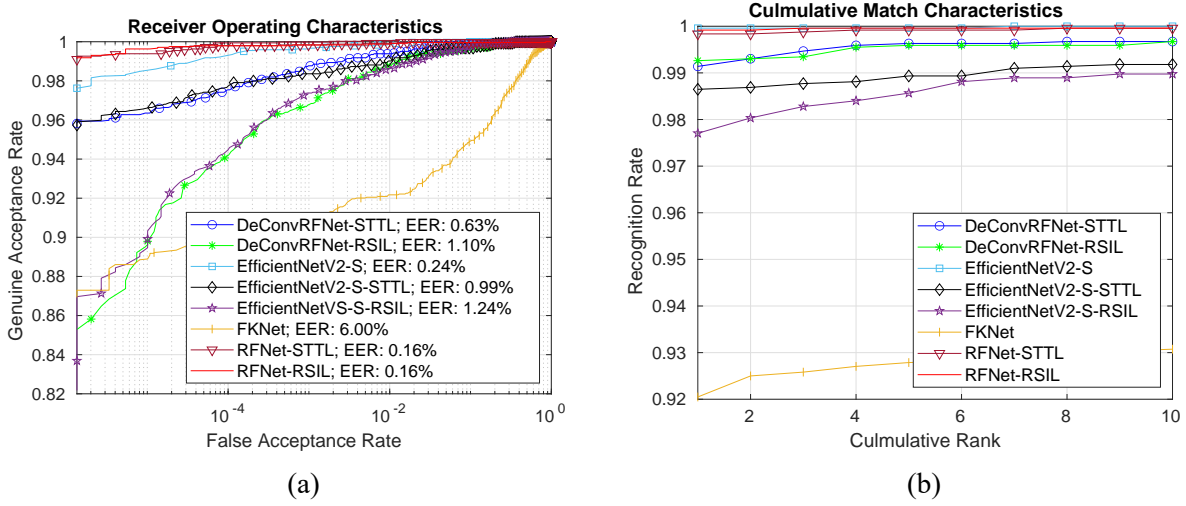 Receiver Operating Characteristics
1
0.98
0.96
0.94
0.92
0.9
0.88
0.86
0.84
0.82
Genuine Acceptance Rate
DeConvRFNet-STTL; EER: 0.63%
DeConvRFNet-RSIL; EER: 1.10%
EfficientNetV2-S; EER: 0.24%
EfficientNetV2-S-STTL; EER: 0.99%
EfficientNetVS-S-RSIL; EER: 1.24%
FKNet; EER: 6.00%
RFNet-STTL; EER: 0.16%
RFNet-RSIL; EER: 0.16%
10^-4 10^-2 10^0
False Acceptance Rate
(a)
Culmulative Match Characteristics
1
0.99
0.98
0.97
0.96
0.95
0.94
0.93
0.92
Recognition Rate
DeConvRFNet-STTL
DeConvRFNet-RSIL
EfficientNetV2-S
EfficientNetV2-S-STTL
EfficientNetV2-S-RSIL
FKNet
RFNet-STTL
RFNet-RSIL
2 4 6 8 10
Culmulative Rank
(b)